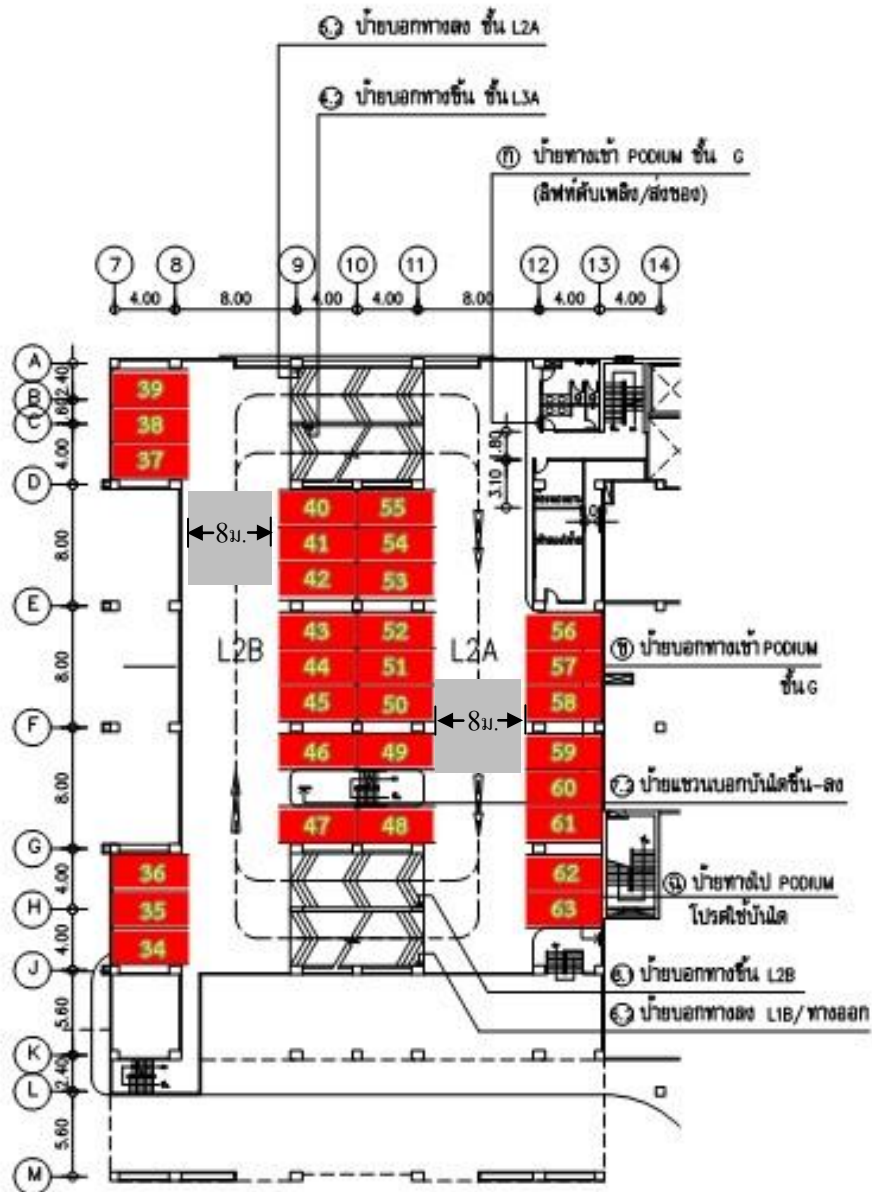 5.2 ป้ายบอกทางลง ชั้น L2A
4.2 ป้ายบอกทางขึ้น ชั้น L3A
ป้ายทางเข้า PODIUM ชั้น G
(ลิฟท์ดับเพลิง/ส่งของ)
7 8 9 10 11 12 13 14
4.00 8.00 4.00 4.00 8.00 4.00 4.00
A
2.40
B
.60
C
4.00
D
8.00
E
8.00
F
8.00
G
4.00
H
4.00
J
5.60
K
2.40
L
5.60
M
39
38
37
3.10
←8ม.→
40 55
41 54
42 53
43 52
44 51
45 50
L2B L2A
56
57
58
ป้ายบอกทางเข้า PODIUM
ชั้น G
←8ม.→
46 49
47 48
59
60
61
7.2 ป้ายแขวนบอกบันไดขึ้น-ลง
36
35
34
62
63
ป้ายทางไป PODIUM
โปรดใช้บันได
ป้ายบอกทางขึ้น L2B
ป้ายบอกทางลง L1B/ทางออก